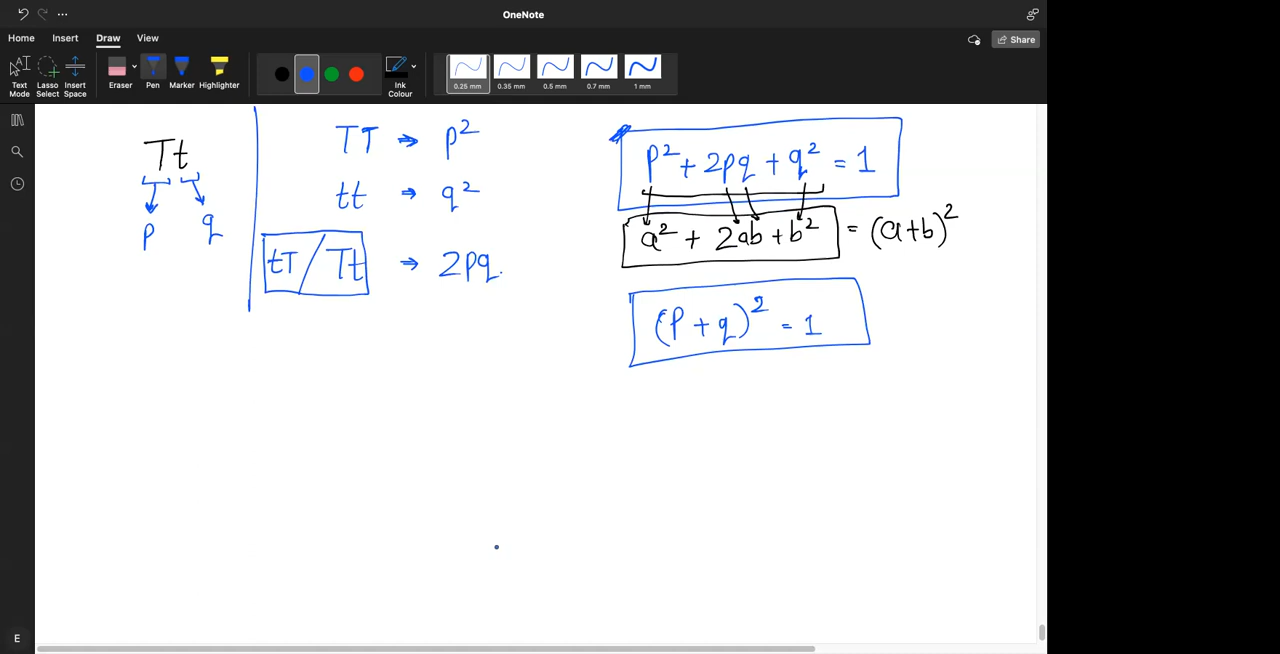 OneNote
Home Insert Draw View
Share
Text Mode
Lasso Select
Insert Space
Eraser
Pen
Marker
Highlighter
Ink Colour
0.25 mm
0.35 mm
0.5 mm
0.7 mm
1 mm
Tt
p q
TT → p²
tt → q²
tT / Tt → 2pq.
p² + 2pq + q² = 1
a² + 2ab + b² = (a+b)²
(p + q)² = 1
E